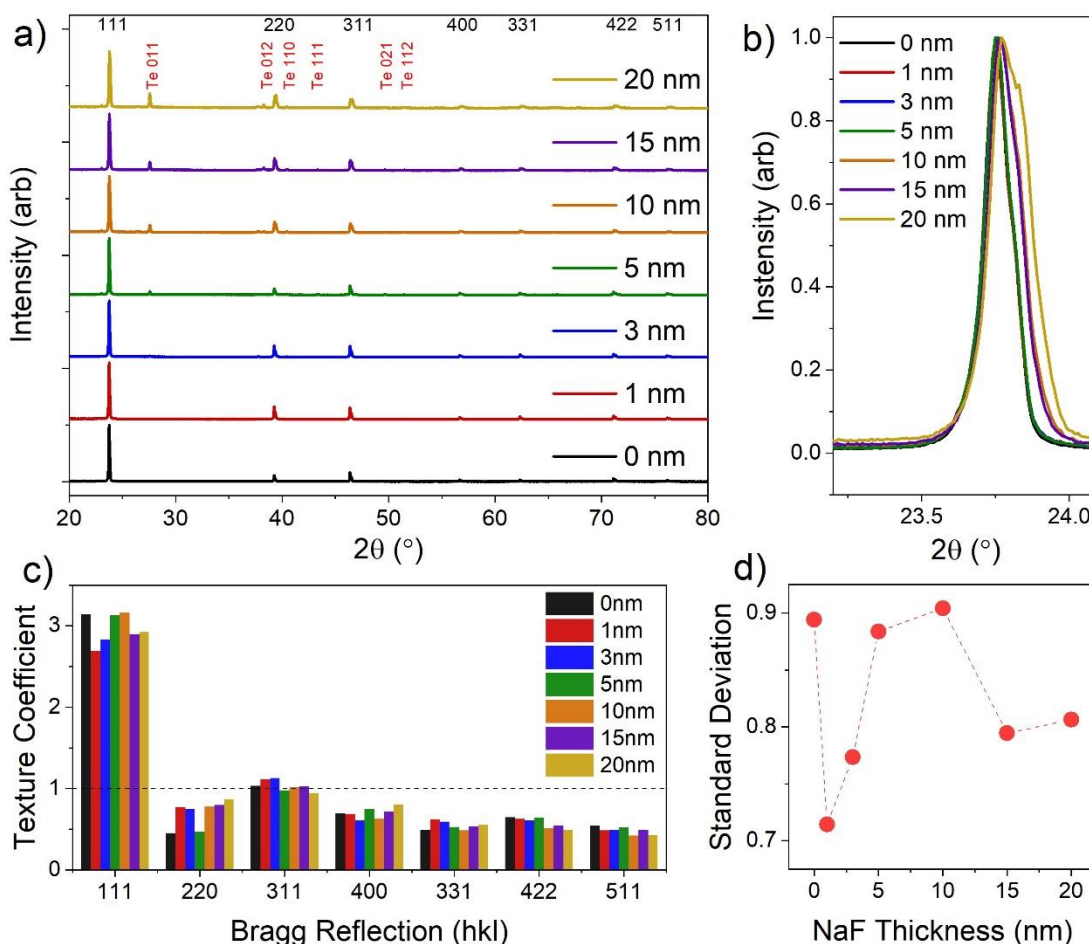 a)
111 220 311 400 331 422 511
Te 011
Te 012
Te 110
Te 111
Te 021
Te 112
20 nm
15 nm
10 nm
5 nm
3 nm
1 nm
0 nm
Intensity (arb)
20 30 40 50 60 70 80
2θ (°)
b)
0 nm
1 nm
3 nm
5 nm
10 nm
15 nm
20 nm
1.0
0.8
0.6
0.4
0.2
0.0
Instensity (arb)
23.5 24.0
2θ (°)
c)
0nm
1nm
3nm
5nm
10nm
15nm
20nm
3
2
1
0
Texture Coefficient
111 220 311 400 331 422 511
Bragg Reflection (hkl)
d)
0.9
0.8
0.7
Standard Deviation
0 5 10 15 20
NaF Thickness (nm)